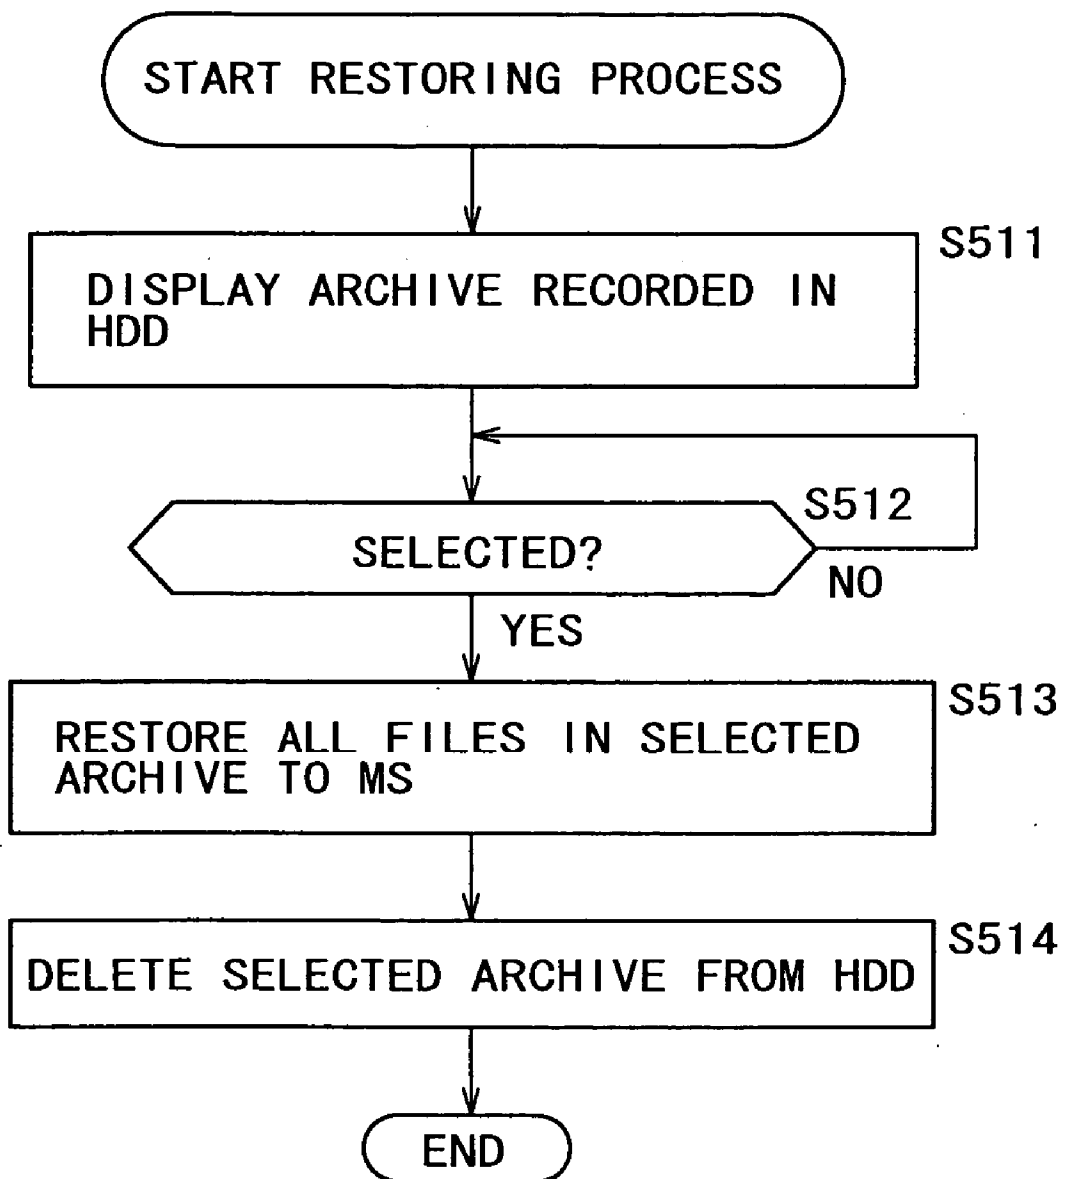 START RESTORING PROCESS
S511
DISPLAY ARCHIVE RECORDED IN
HDD
S512
SELECTED?
NO
YES
S513
RESTORE ALL FILES IN SELECTED
ARCHIVE TO MS
S514
DELETE SELECTED ARCHIVE FROM HDD
END